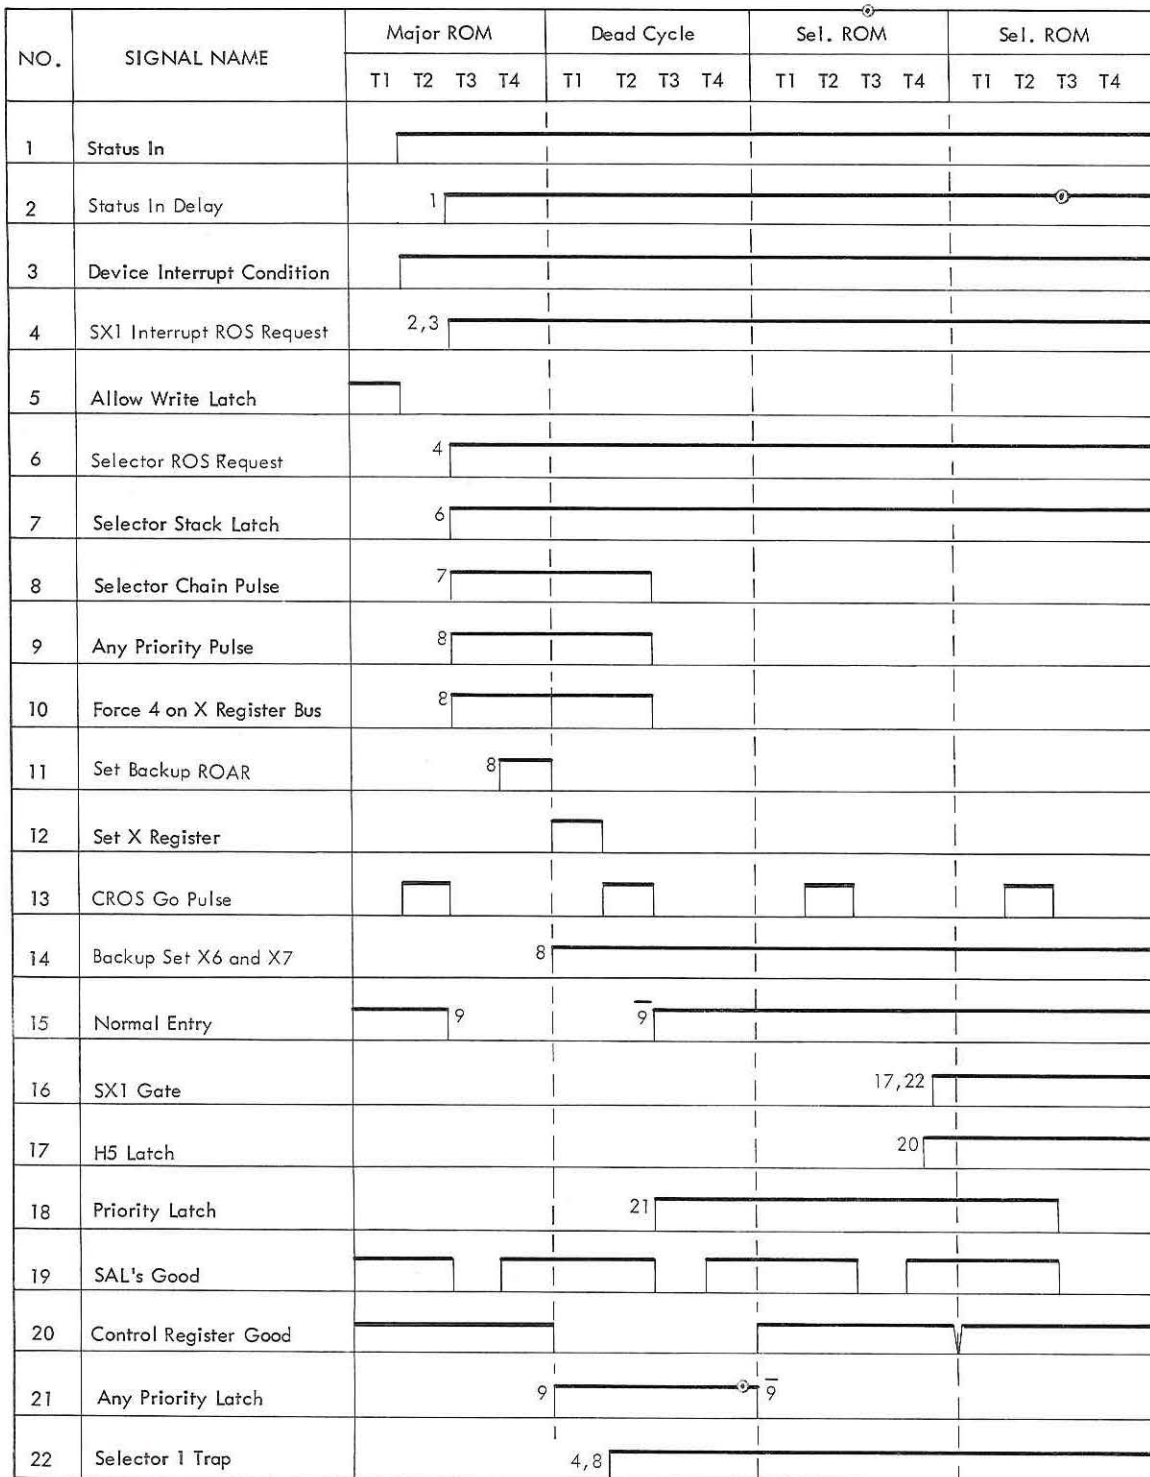 NO. SIGNAL NAME Major ROM Dead Cycle Sel. ROM Sel. ROM
T1 T2 T3 T4 T1 T2 T3 T4 T1 T2 T3 T4 T1 T2 T3 T4
1 Status In
2 Status In Delay 1
3 Device Interrupt Condition
4 SX1 Interrupt ROS Request 2,3
5 Allow Write Latch
6 Selector ROS Request 4
7 Selector Stack Latch 6
8 Selector Chain Pulse 7
9 Any Priority Pulse 8
10 Force 4 on X Register Bus 8
11 Set Backup ROAR 8
12 Set X Register
13 CROS Go Pulse
14 Backup Set X6 and X7 8
15 Normal Entry 9 9̅
16 SX1 Gate 17,22
17 H5 Latch 20
18 Priority Latch 21
19 SAL's Good
20 Control Register Good
21 Any Priority Latch 9 9̅
22 Selector 1 Trap 4,8